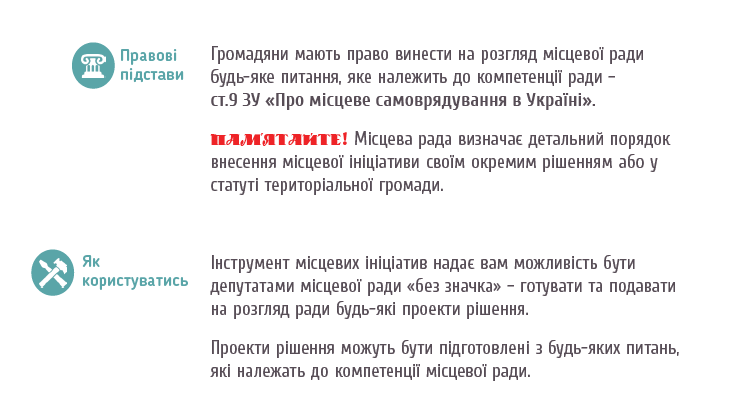 Правові
підстави
Громадяни мають право винести на розгляд місцевої ради
будь-яке питання, яке належить до компетенції ради –
ст.9 ЗУ «Про місцеве самоврядування в Україні».
ПАМ'ЯТАЙТЕ! Місцева рада визначає детальний порядок
внесення місцевої ініціативи своїм окремим рішенням або у
статуті територіальної громади.
Як
користуватись
Інструмент місцевих ініціатив надає вам можливість бути
депутатами місцевої ради «без значка» – готувати та подавати
на розгляд ради будь-які проекти рішення.
Проекти рішення можуть бути підготовлені з будь-яких питань,
які належать до компетенції місцевої ради.